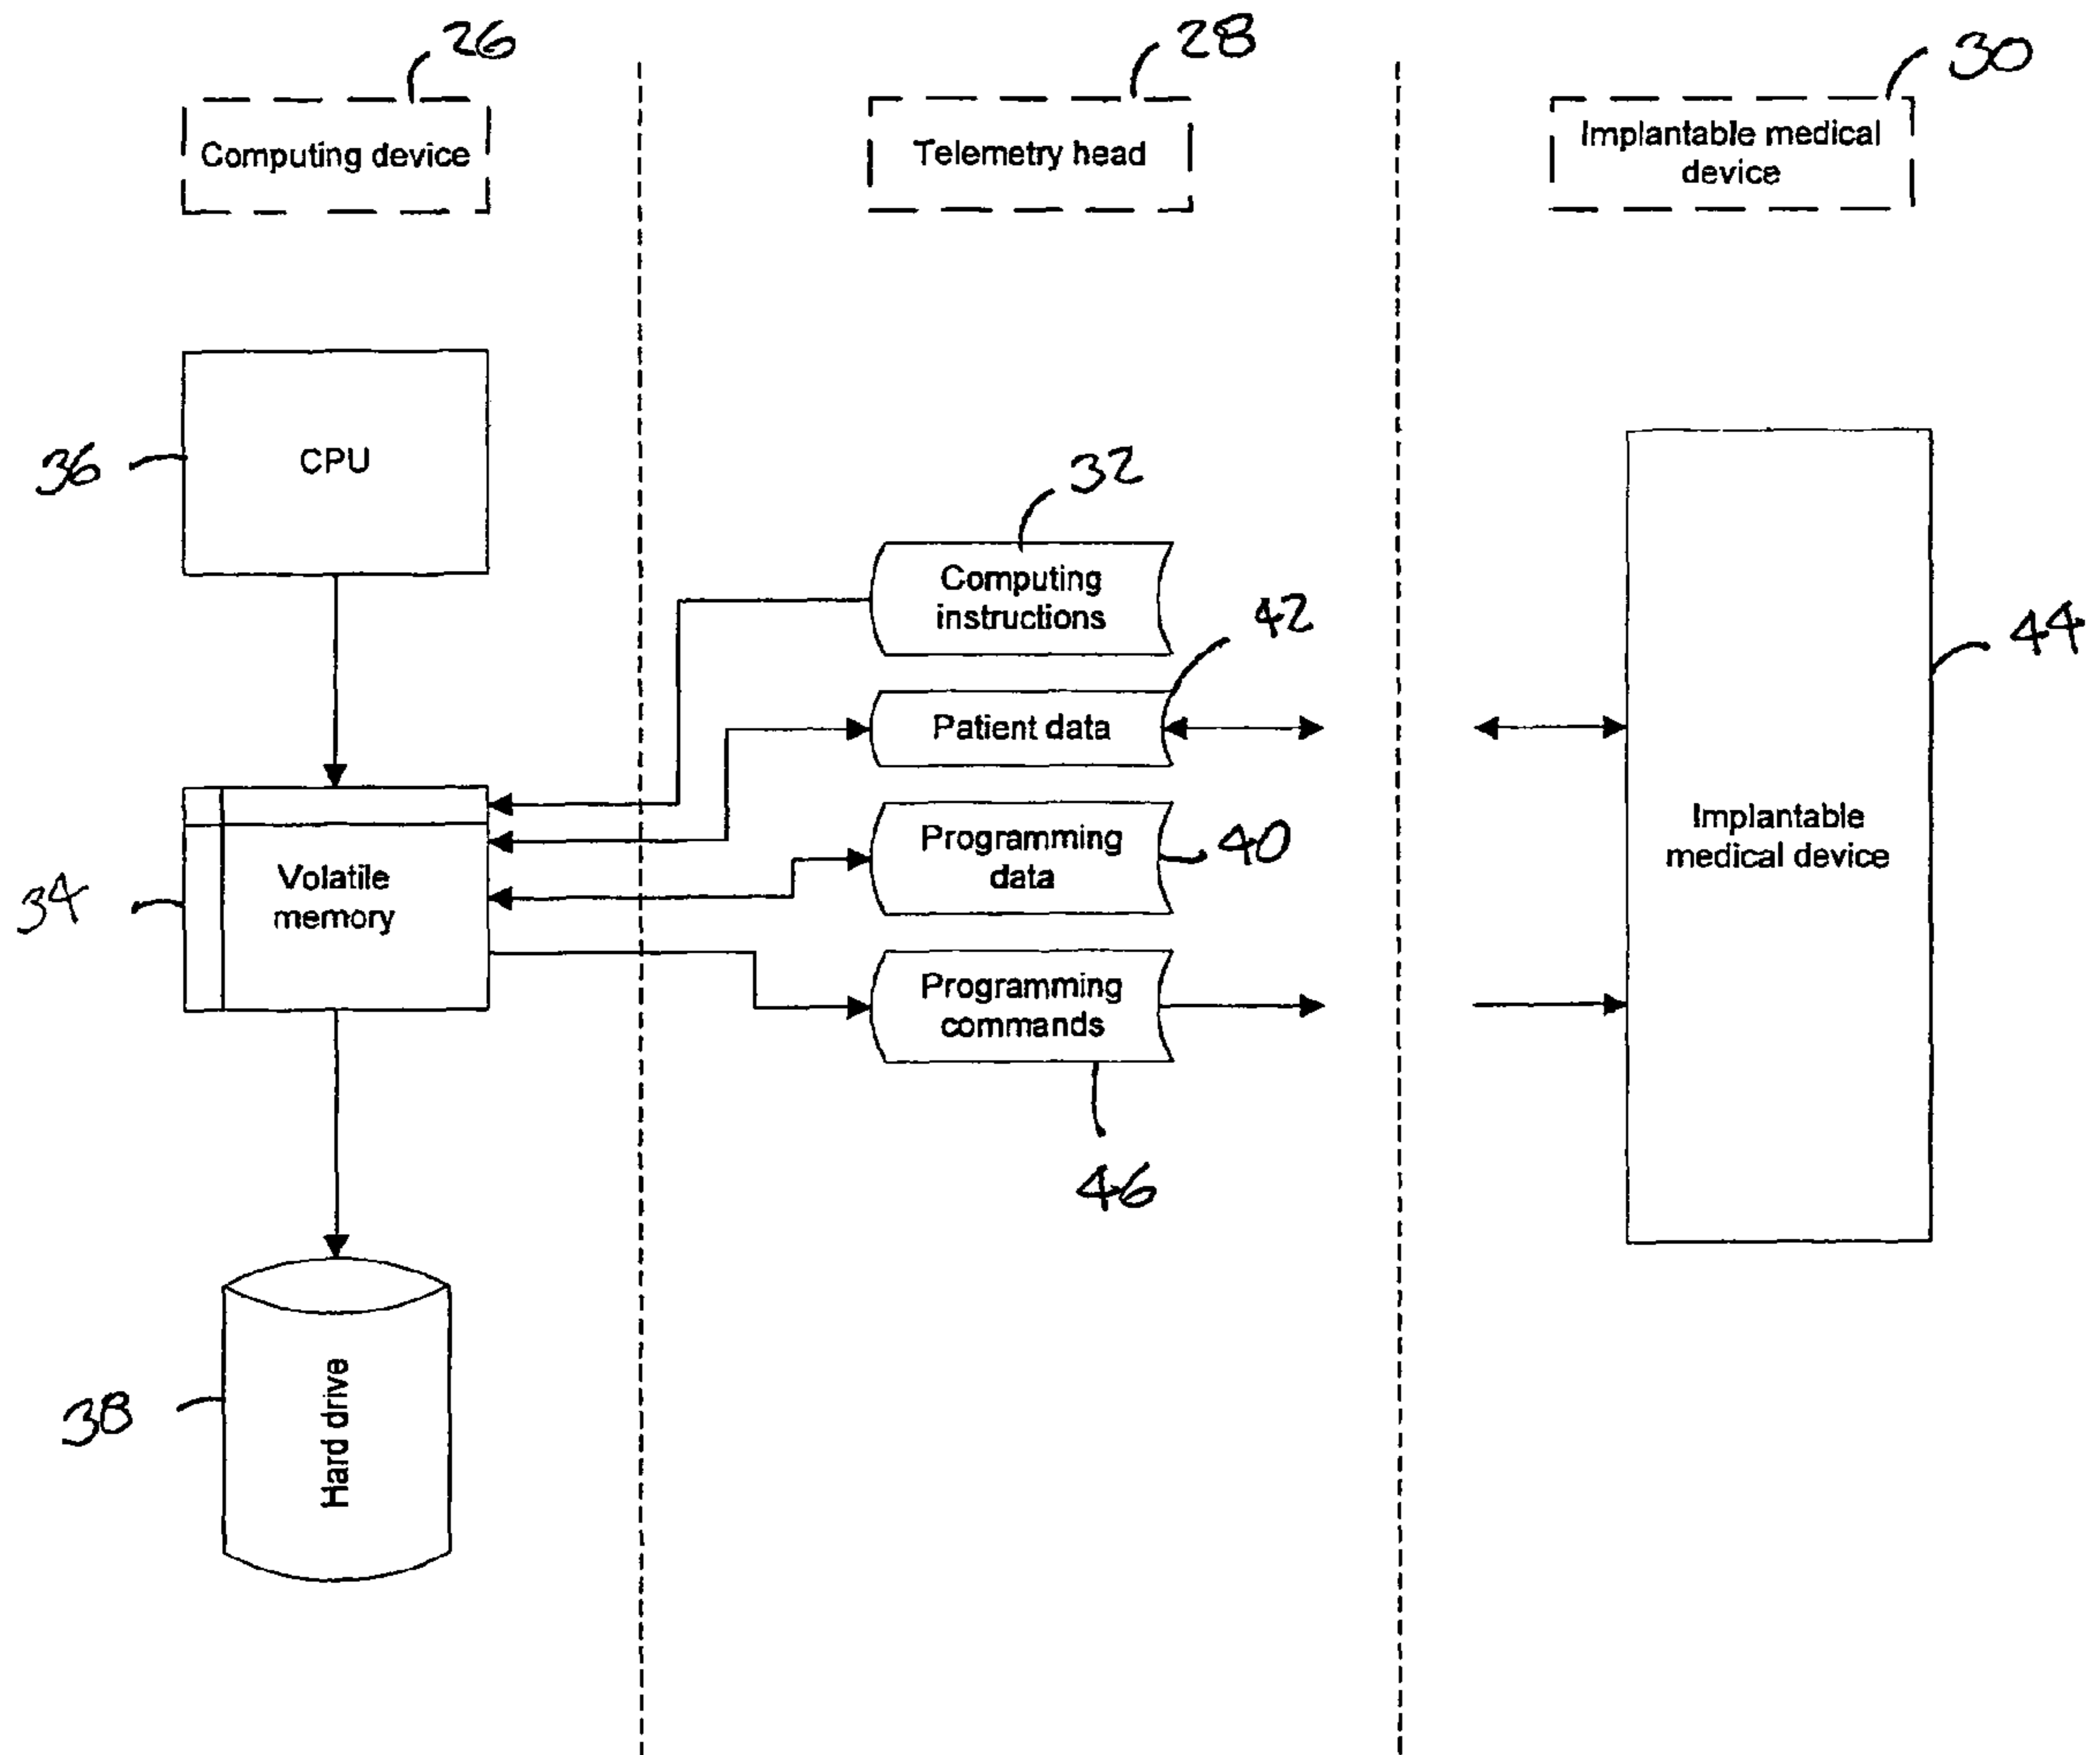 26
28
30
Computing device
Telemetry head
Implantable medical
device
36
CPU
32
Computing
instructions
42
44
Patient data
34
Volatile
memory
Programming
data
40
Implantable
medical device
Programming
commands
46
38
Hard drive